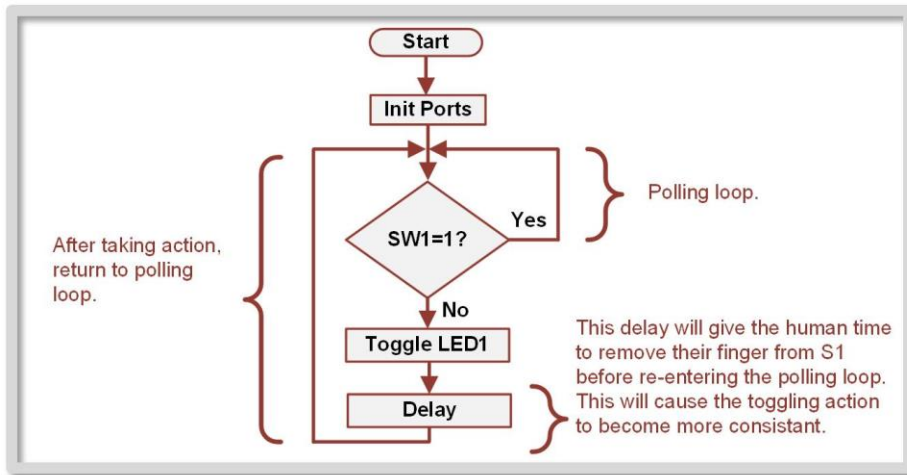 Start
Init Ports
SW1=1?
Yes
Polling loop.
After taking action,
return to polling
loop.
No
Toggle LED1
Delay
This delay will give the human time
to remove their finger from S1
before re-entering the polling loop.
This will cause the toggling action
to become more consistant.